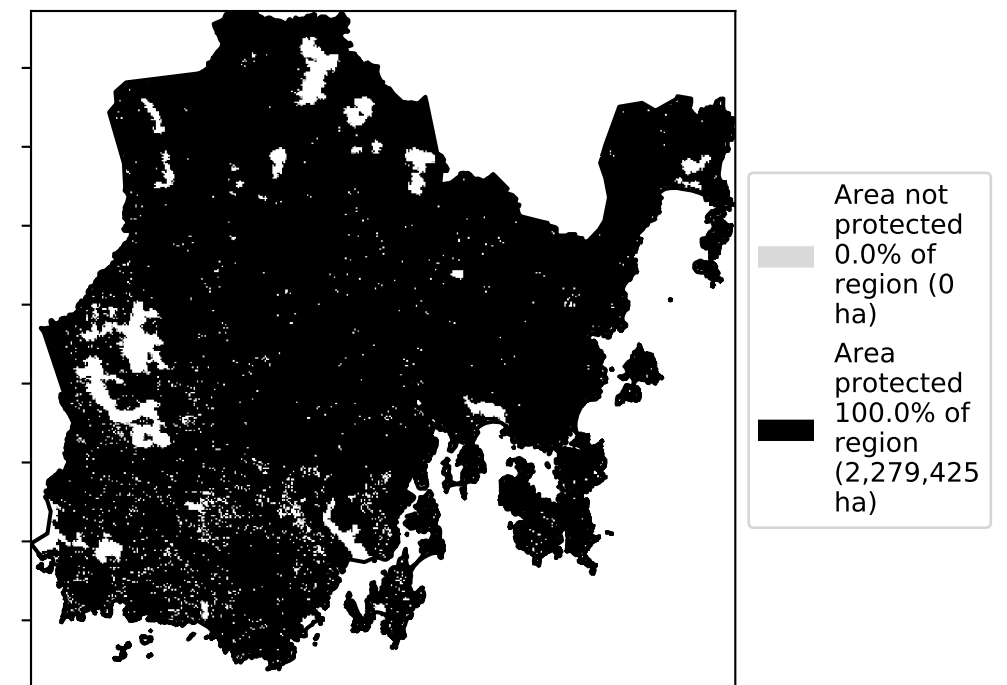 Area not
protected
0.0% of
region (0
ha)
Area
protected
100.0% of
region
(2,279,425
ha)